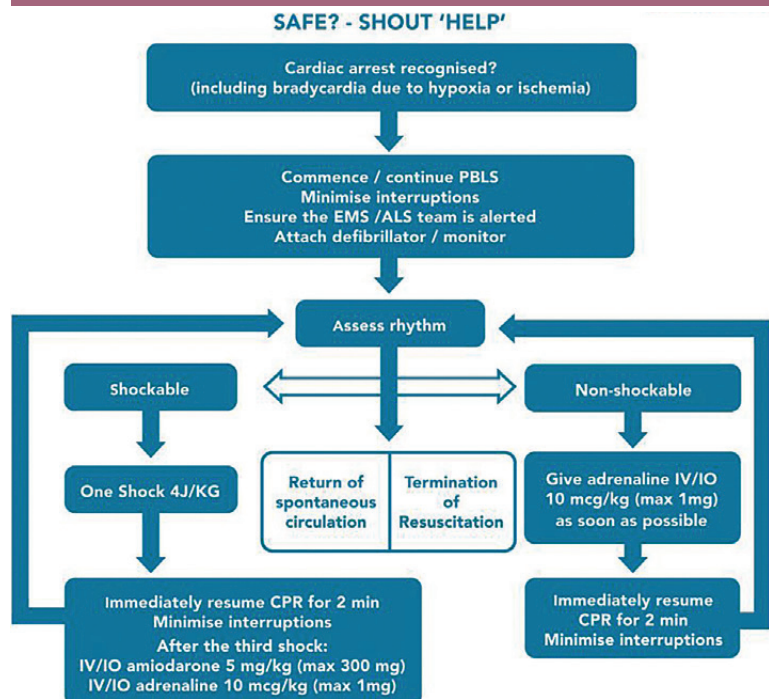 SAFE? - SHOUT 'HELP'
Cardiac arrest recognised?
(including bradycardia due to hypoxia or ischemia)
Commence / continue PBLS
Minimise interruptions
Ensure the EMS /ALS team is alerted
Attach defibrillator / monitor
Assess rhythm
Shockable
Non-shockable
One Shock 4J/KG
Return of
spontaneous
circulation
Termination
of
Resuscitation
Give adrenaline IV/IO
10 mcg/kg (max 1mg)
as soon as possible
Immediately resume CPR for 2 min
Minimise interruptions
After the third shock:
IV/IO amiodarone 5 mg/kg (max 300 mg)
IV/IO adrenaline 10 mcg/kg (max 1mg)
Immediately resume
CPR for 2 min
Minimise interruptions